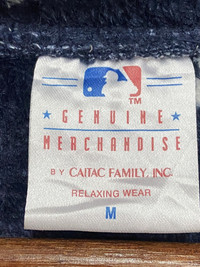 TM
GENUINE
MERCHANDISE
BY CAITAC FAMILY, INC.
RELAXING WEAR
M